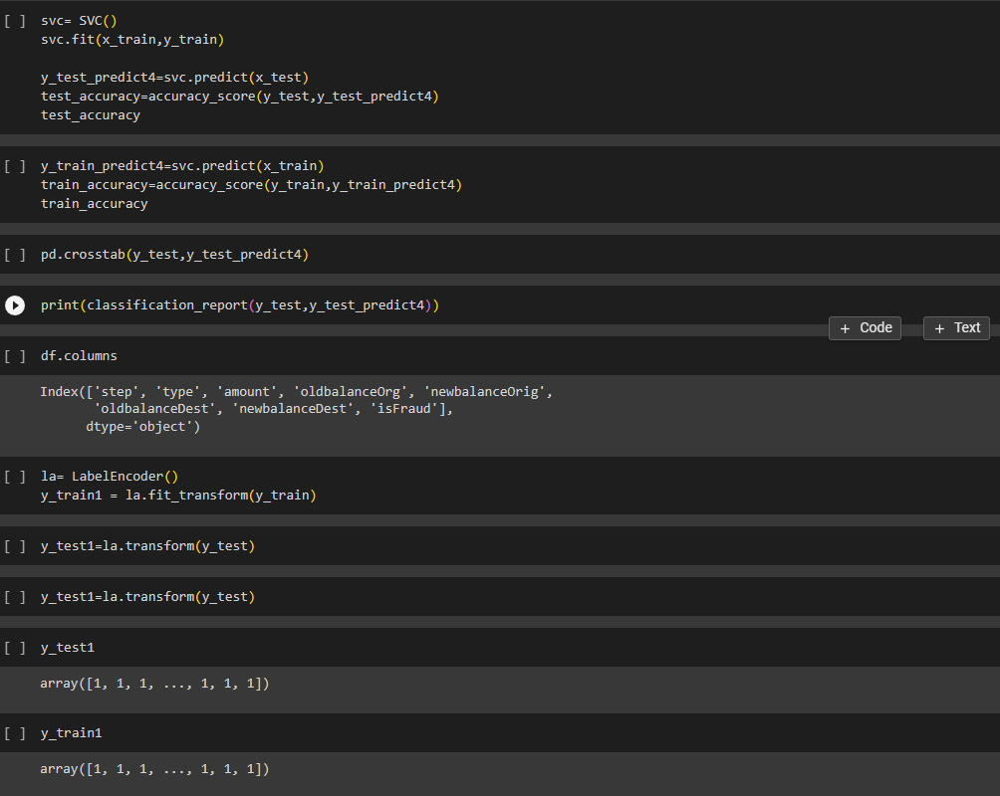 [ ] svc= SVC()
svc.fit(x_train,y_train)
y_test_predict4=svc.predict(x_test)
test_accuracy=accuracy_score(y_test,y_test_predict4)
test_accuracy
[ ] y_train_predict4=svc.predict(x_train)
train_accuracy=accuracy_score(y_train,y_train_predict4)
train_accuracy
[ ] pd.crosstab(y_test,y_test_predict4)
print(classification_report(y_test,y_test_predict4))
+ Code + Text
[ ] df.columns
Index(['step', 'type', 'amount', 'oldbalanceOrg', 'newbalanceOrig',
'oldbalanceDest', 'newbalanceDest', 'isFraud'],
dtype='object')
[ ] la= LabelEncoder()
y_train1 = la.fit_transform(y_train)
[ ] y_test1=la.transform(y_test)
[ ] y_test1=la.transform(y_test)
[ ] y_test1
array([1, 1, 1, ..., 1, 1, 1])
[ ] y_train1
array([1, 1, 1, ..., 1, 1, 1])